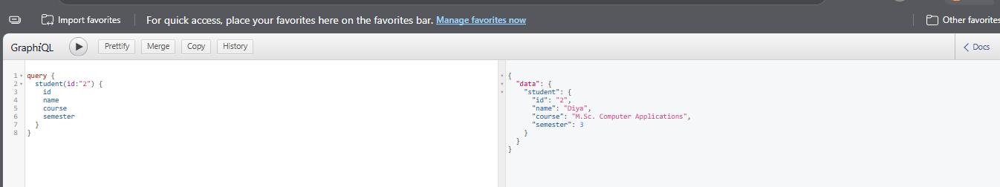 Import favorites
For quick access, place your favorites here on the favorites bar. Manage favorites now
Other favorites
GraphiQL
Prettify
Merge
Copy
History
Docs
1 query {
2 student(id:"2") {
3 id
4 name
5 course
6 semester
7 }
8 }
{
"data": {
"student": {
"id": "2",
"name": "Diya",
"course": "M.Sc. Computer Applications",
"semester": 3
}
}
}